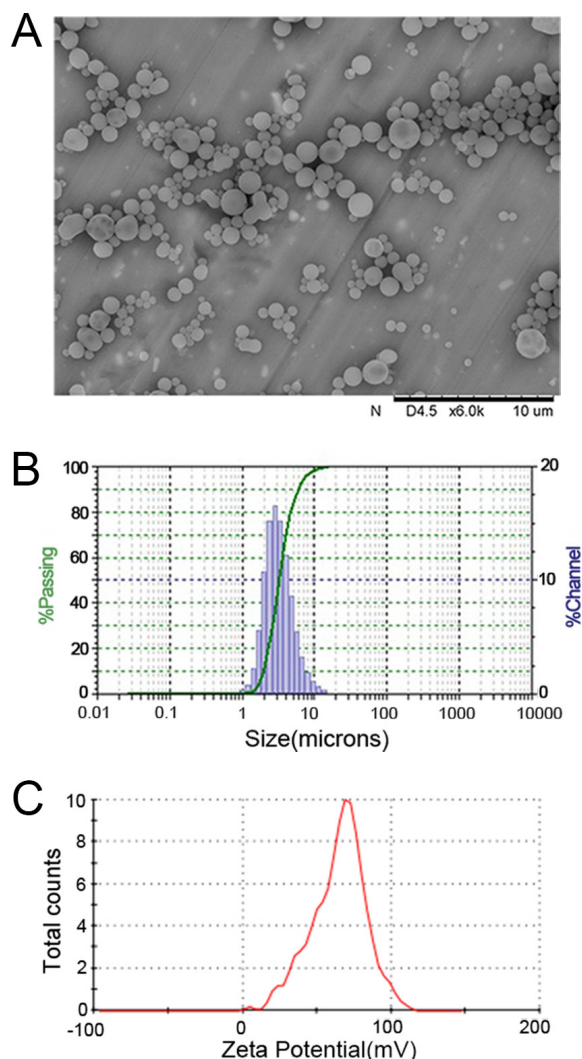 A
N D4.5 x6.0k 10 um
B
100
80
60
40
20
0
%Passing
20
10
0
%Channel
0.01 0.1 1 10 100 1000 10000
Size(microns)
C
10
8
6
4
2
0
Total counts
-100 0 100 200
Zeta Potential(mV)